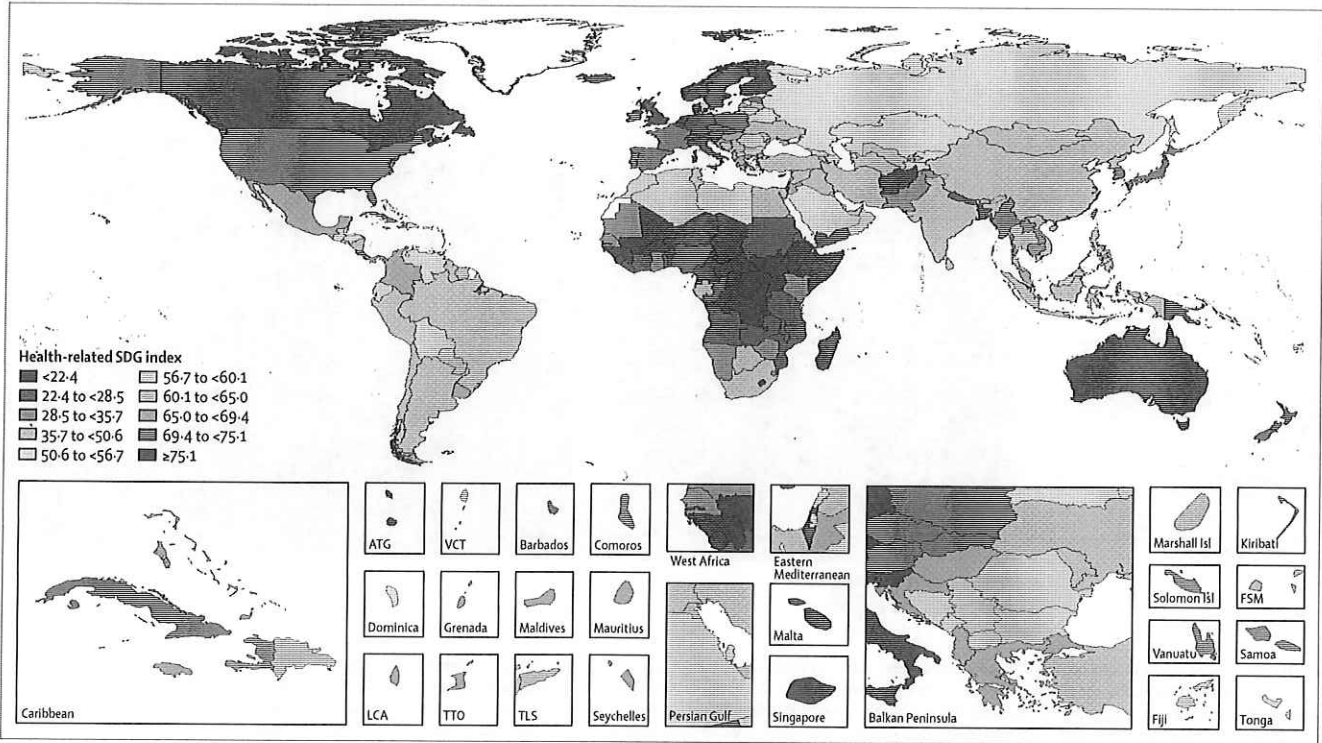 Health-related SDG index
<22·4
22·4 to <28·5
28·5 to <35·7
35·7 to <50·6
50·6 to <56·7
56·7 to <60·1
60·1 to <65·0
65·0 to <69·4
69·4 to <75·1
≥75·1
Caribbean
ATG
VCT
Barbados
Comoros
Dominica
Grenada
Maldives
Mauritius
LCA
TTO
TLS
Seychelles
West Africa
Eastern
Mediterranean
Persian Gulf
Malta
Singapore
Balkan Peninsula
Marshall Isl
Kiribati
Solomon Isl
FSM
Vanuatu
Samoa
Fiji
Tonga